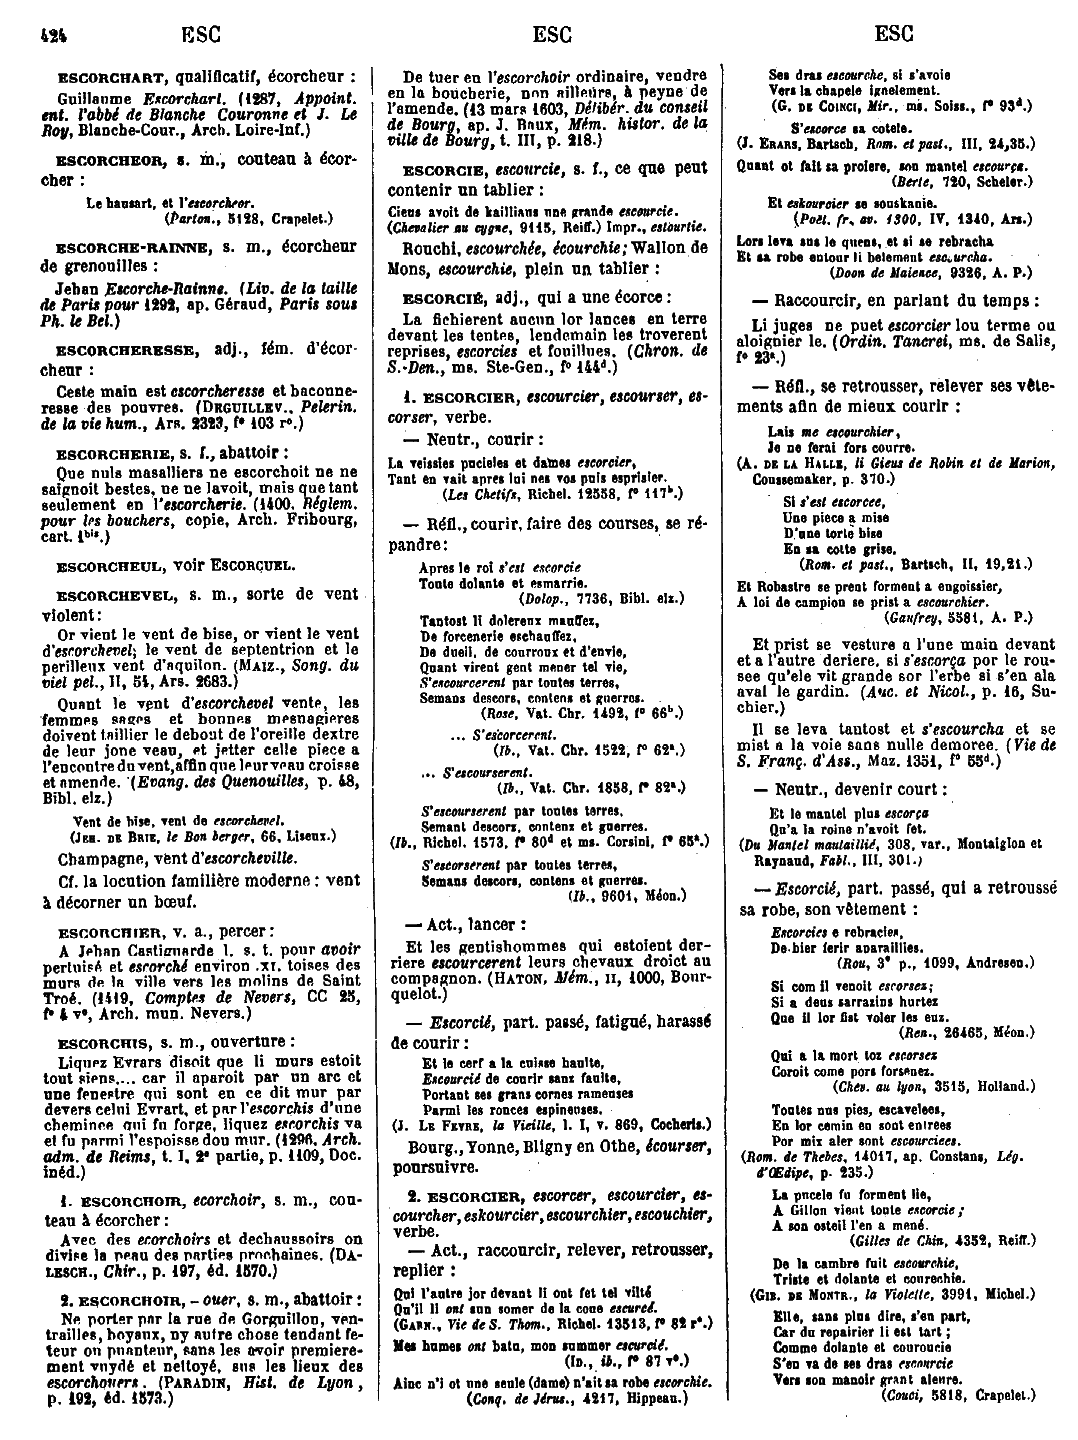 424 ESC ESC ESC
ESCORCHART, qualificatif, écorcheur :
Guillaume Escorchart. (1287, Appoint.
ent. l'abbé de Blanche Couronne et J. Le
Roy, Blanche-Cour., Arch. Loire-Inf.)
ESCORCHEOR, s. m., couteau à écor-
cher :
Le hansart, et l'escorcheor.
(Parton., 5128, Crapelet.)
ESCORCHE-RAINNE, s. m., écorcheur
de grenouilles :
Jehan Escorche-Rainne. (Liv. de la taille
de Paris pour 1292, ap. Géraud, Paris sous
Ph. le Bel.)
ESCORCHERESSE, adj., fém. d'écor-
cheur :
Ceste main est escorcheresse et baconne-
resse des pouvres. (DEGUILLEV., Pelerin.
de la vie hum., Ars. 2323, f° 103 r°.)
ESCORCHERIE, s. f., abattoir :
Que nuls masalliers ne escorchoit ne ne
saignoit bestes, ne ne lavoit, mais que tant
seulement en l'escorcherie. (1400. Réglem.
pour les bouchers, copie, Arch. Fribourg,
cart. 1bis.)
ESCORCHEUL, voir ESCORÇUEL.
ESCORCHEVEL, s. m., sorte de vent
violent :
Or vient le vent de bise, or vient le vent
d'escorchevel; le vent de septentrion et le
perilleux vent d'aquilon. (MAIZ., Song. du
viel pel., II, 51, Ars. 2683.)
Quant le vent d'escorchevel vente, les
femmes sages et bonnes mesnagieres
doivent taillier le debout de l'oreille dextre
de leur jone veau, et jetter celle piece a
l'encontre du vent, affin que leur veau croisse
et amende. (Evang. des Quenouilles, p. 48,
Bibl. elz.)
Vent de bise, vent de escorchevel.
(JEH. DE BRIE, le Bon berger, 66, Liseux.)
Champagne, vent d'escorcheville.
Cf. la locution familière moderne : vent
à décorner un bœuf.
ESCORCHIER, v. a., percer :
A Jehan Castignarde l. s. t. pour avoir
pertuisé et escorché environ .XI. toises des
murs de la ville vers les molins de Saint
Troé. (1419, Comptes de Nevers, CC 25,
f° 4 v°, Arch. mun. Nevers.)
ESCORCHIS, s. m., ouverture :
Liquez Evrars disoit que li murs estoit
tout siens.... car il aparoit par un arc et
une fenestre qui sont en ce dit mur par
devers celui Evrart, et par l'escorchis d'une
cheminee qui fu forge, liquez escorchis va
et fu parmi l'espoisse dou mur. (1296, Arch.
adm. de Reims, t. I, 2e partie, p. 1109, Doc.
inéd.)
1. ESCORCHOIR, ecorchoir, s. m., cou-
teau à écorcher :
Avec des ecorchoirs et dechaussoirs on
divise la peau des parties prochaines. (DA-
LESCH., Chir., p. 197, éd. 1570.)
2. ESCORCHOIR, - ouer, s. m., abattoir :
Ne porter par la rue de Gorguillon, ven-
trailles, boyaux, ny autre chose tendant fe-
teur ou puanteur, sans les avoir premiere-
ment vuydé et nettoyé, sus les lieux des
escorchouers. (PARADIN, Hist. de Lyon,
p. 192, éd. 1573.)
De tuer en l'escorchoir ordinaire, vendre
en la boucherie, non ailleurs, à peyne de
l'amende. (13 mars 1603, Délibér. du conseil
de Bourg, ap. J. Baux, Mém. histor. de la
ville de Bourg, t. III, p. 218.)
ESCORCIE, escourcie, s. f., ce que peut
contenir un tablier :
Ciens avoit de kaillians une grande escourcie.
(Chevalier au cygne, 9115, Reiff.) Impr., estourtie.
Rouchi, escourchée, écourchie; Wallon de
Mons, escourchie, plein un tablier :
ESCORCIÉ, adj., qui a une écorce :
La fichierent aucun lor lances en terre
devant les tentes, lendemain les troverent
reprises, escorcies et fouillues. (Chron. de
S.-Den., ms. Ste-Gen., f° 144d.)
1. ESCORCIER, escourcier, escourser, es-
corser, verbe.
— Neutr., courir :
La veissies puceles et dames escorcier,
Tant en vait apres lui nes vos puis esprisier.
(Les Chetifs, Richel. 12558, f° 117b.)
— Réfl., courir, faire des courses, se ré-
pandre :
Apres le roi s'est escorcie
Toute dolante et esmarrie.
(Dolop., 7736, Bibl. elz.)
Tantost li dolereux mauffez,
De forcenerie eschauffez,
De dueil, de courroux et d'envie,
Quant virent gent mener tel vie,
S'escourcerent par toutes terres,
Semans descors, contens et guerres.
(Rose, Vat. Chr. 1492, f° 66b.)
... S'escorcerent.
(Ib., Vat. Chr. 1522, f° 62a.)
... S'escourserent.
(Ib., Vat. Chr. 1858, f° 82a.)
S'escourserent par toutes terres,
Semant descors, contenz et guerres.
(Ib., Richel. 1573, f° 80d et ms. Corsini, f° 65a.)
S'escorserent par toutes terres,
Semans descors, contens et guerres.
(Ib., 9601, Méon.)
— Act., lancer :
Et les gentishommes qui estoient der-
riere escourcerent leurs chevaux droict au
compagnon. (HATON, Mém., II, 1000, Bour-
quelot.)
— Escorcié, part. passé, fatigué, harassé
de courir :
Et le cerf a la cuisse haulte,
Escourcié de courir sanz faulte,
Portant ses grans cornes rameuses
Parmi les ronces espineuses.
(J. LE FEVRE, la Vieille, l. I, v. 869, Cocheris.)
Bourg., Yonne, Bligny en Othe, écourser,
poursuivre.
2. ESCORCIER, escorcer, escourcier, es-
courcher, eskourcier, escourchier, escouchier,
verbe.
— Act., raccourcir, relever, retrousser,
replier :
Qui l'autre jor devant li ont fet tel vilté
Qu'il li ont sun somer de la coue escurcé.
(GARN., Vie de S. Thom., Richel. 13513, f° 82 r°.)
Mes humes ont batu, mon summer escurcié.
(ID., ib., f° 87 v°.)
Ainc n'i ot une seule (dame) n'ait sa robe escorchie.
(Conq. de Jérus., 4217, Hippeau.)
Ses dras escourche, si s'avoie
Vers la chapele ignelement.
(G. DE COINCI, Mir., ms. Soiss., f° 93d.)
S'escorce sa cotele.
(J. ERARS, Bartsch, Rom. et past., III, 24,35.)
Quant ot fait sa proiere, son mantel escourça.
(Berte, 720, Scheler.)
Et eskourcier se souskanie.
(Poët. fr. av. 1300, IV, 1340, Ars.)
Lors leva sus le quens, et si se rebracha
Et sa robe entour li belement escourcha.
(Doon de Maience, 9326, A. P.)
— Raccourcir, en parlant du temps :
Li juges ne puet escorcier lou terme ou
aloignier le. (Ordin. Tancrei, ms. de Salis,
f° 23a.)
— Réfl., se retrousser, relever ses vête-
ments afin de mieux courir :
Lais me escourchier,
Je ne ferai fors courre.
(A. DE LA HALLE, li Gieus de Robin et de Marion,
Coussemaker, p. 370.)
Si s'est escorcee,
Une piece a mise
D'une torte bise
En sa cotte grise.
(Rom. et past., Bartsch, II, 19,21.)
Et Robastre se prent forment a engoissier,
A loi de campion se prist a escourchier.
(Gaufrey, 5581, A. P.)
Et prist se vesture a l'une main devant
et a l'autre deriere, si s'escorça por le rou-
see qu'ele vit grande sor l'erbe si s'en ala
aval le gardin. (Auc. et Nicol., p. 16, Su-
chier.)
Il se leva tantost et s'escourcha et se
mist a la voie sans nulle demoree. (Vie de
S. Franç. d'Ass., Maz. 1351, f° 55d.)
— Neutr., devenir court :
Et le mantel plus escorça
Qu'a la roine n'avoit fet.
(Du Mantel mautaillié, 308, var., Montaiglon et
Raynaud, Fabl., III, 301.)
— Escorcié, part. passé, qui a retroussé
sa robe, son vêtement :
Escorcies e rebracies,
De bien ferir aparaillies.
(Rou, 3e p., 1099, Andresen.)
Si com il venoit escorsez;
Si a deus sarrazins hurtez
Que il lor fist voler les euz.
(Ren., 26465, Méon.)
Qui a la mort toz escorsez
Coroit come pors forsenez.
(Chev. au lyon, 3515, Holland.)
Toutes nus pies, escavelees,
En lor cemin en sont entrees
Por mix aler sont escourciees.
(Rom. de Thebes, 14017, ap. Constans, Lég.
d'Œdipe, p. 235.)
La pucele fu forment lie,
A Gillon vient toute escorcie;
A son osteil l'en a mené.
(Gilles de Chin, 4352, Reiff.)
De la cambre fuit escourchie,
Triste et dolante et courechie.
(GIB. DE MONTR., la Violette, 3991, Michel.)
Elle, sans plus dire, s'en part,
Car du repairier li est tart ;
Comme dolante et couroucie
S'en va de ses dras escourcie
Vers son manoir grant aleure.
(Couci, 5818, Crapelet.)